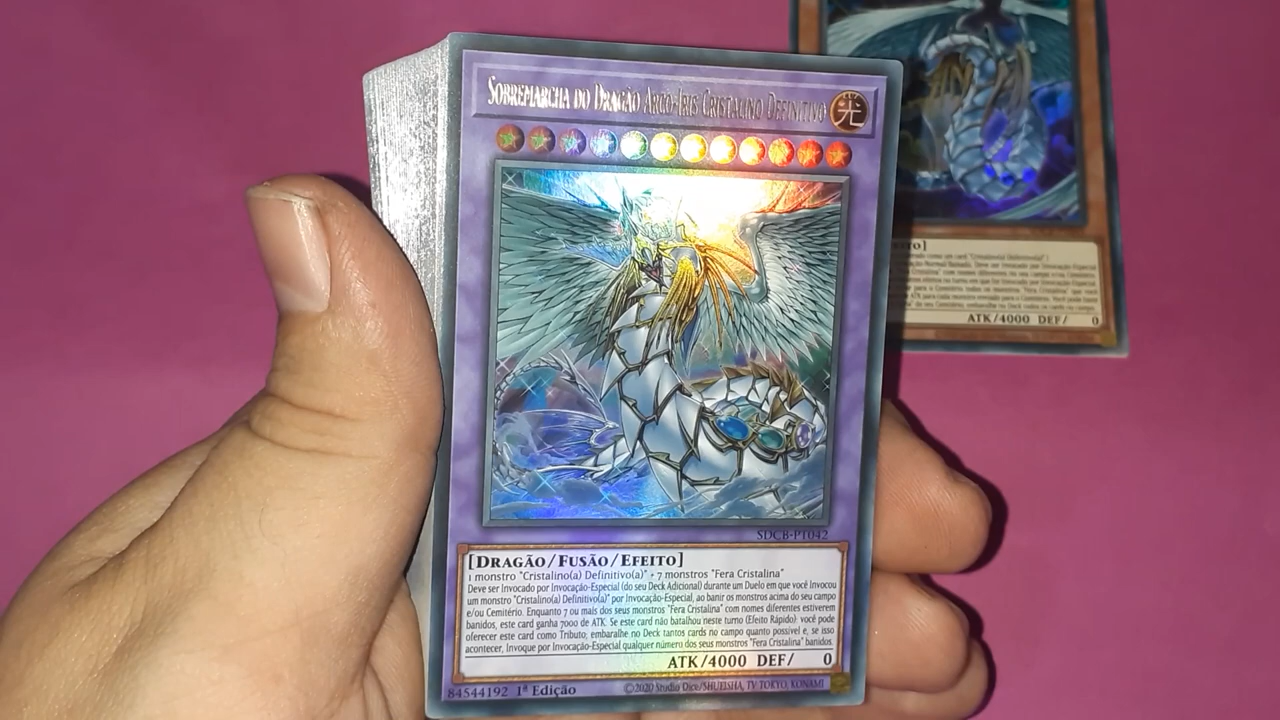 Sobremarcha do Dragão Arco-Íris Cristalino Definitivo
光
SDCB-PT042
[Dragão/Fusão/Efeito]
1 monstro "Cristalino(a) Definitivo(a)" + 7 monstros "Fera Cristalina"
Deve ser Invocado por Invocação-Especial (do seu Deck Adicional) durante um Duelo em que você Invocou
um monstro "Cristalino(a) Definitivo(a)" por Invocação-Especial, ao banir os monstros acima do seu campo
e/ou Cemitério. Enquanto 7 ou mais dos seus monstros "Fera Cristalina" com nomes diferentes estiverem
banidos, este card ganha 7000 de ATK. Se este card não batalhou neste turno (Efeito Rápido): você pode
oferecer este card como Tributo; embaralhe no Deck tantos cards no campo quanto possível e, se isso
acontecer, Invoque por Invocação-Especial qualquer número dos seus monstros "Fera Cristalina" banidos.
ATK/4000 DEF/ 0
84544192 1ª Edição
©2020 Studio Dice/SHUEISHA, TV TOKYO, KONAMI
ATK/4000 DEF/ 0